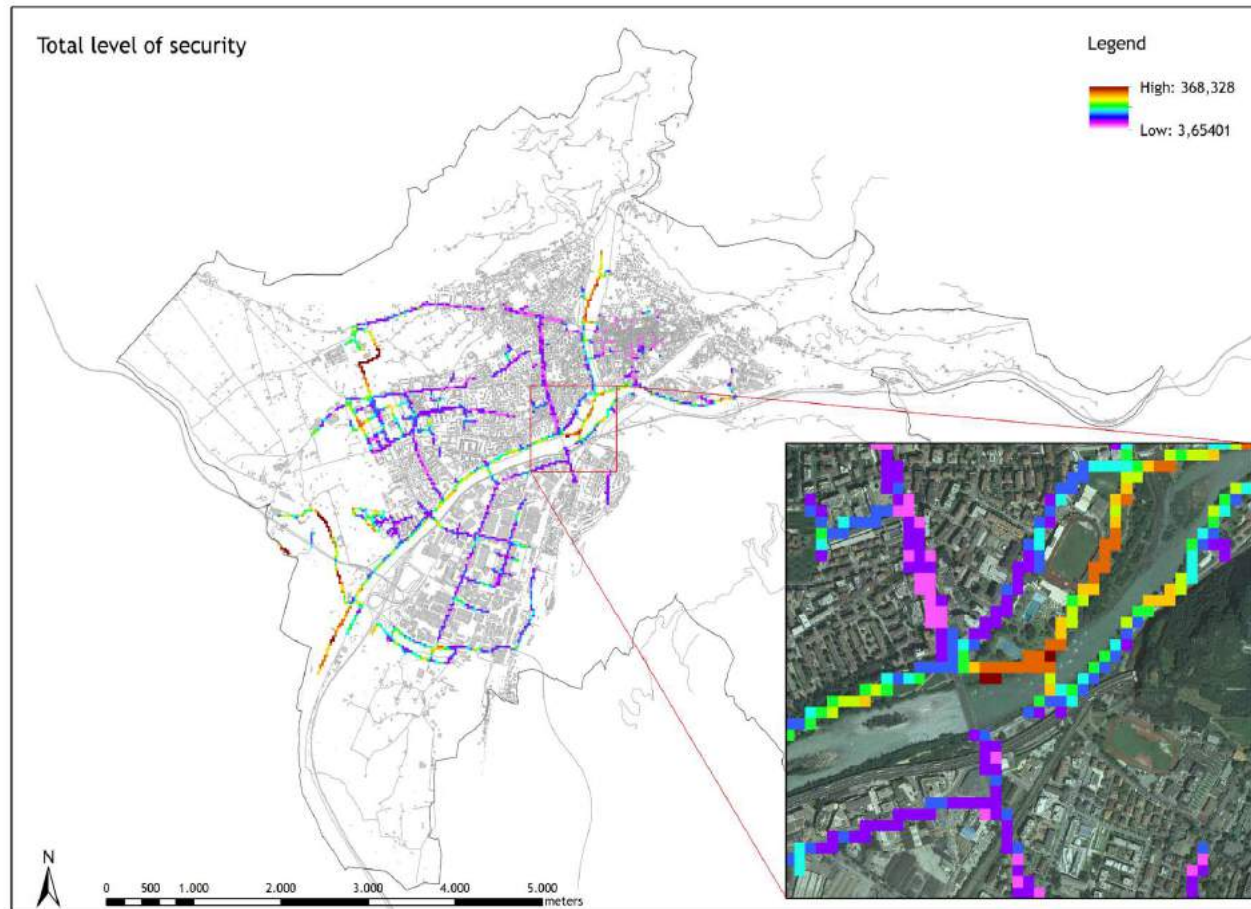 Total level of security
Legend
High: 368,328
Low: 3,65401
N
0 500 1.000 2.000 3.000 4.000 5.000
meters